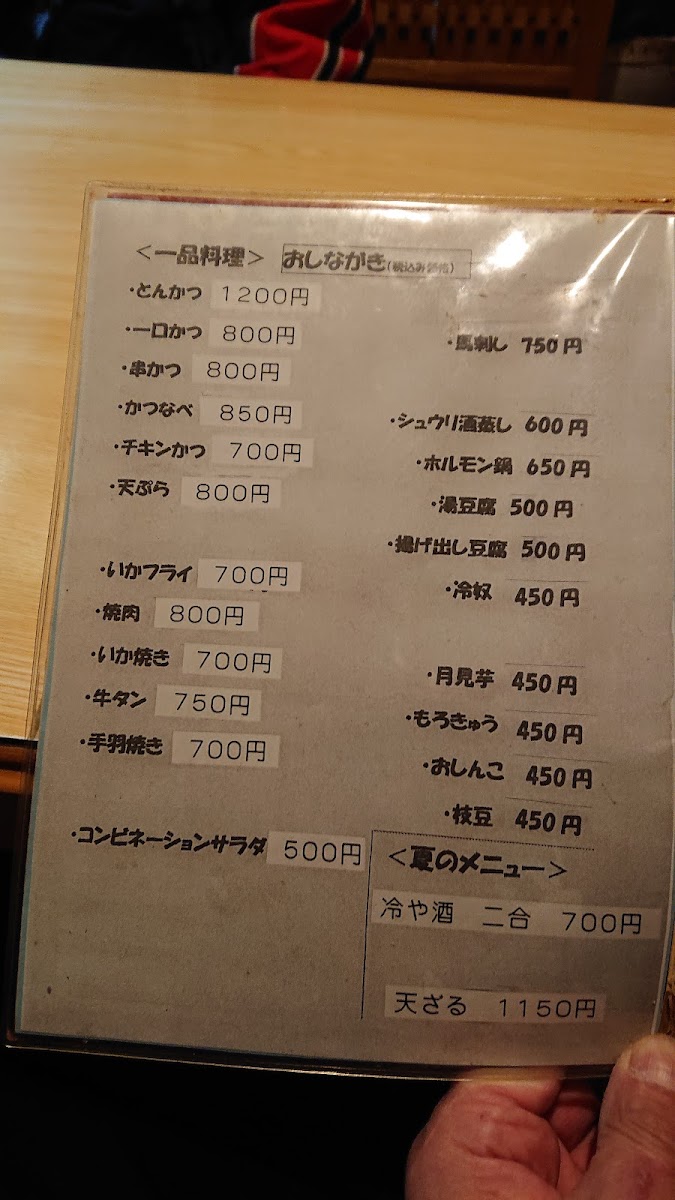 ＜一品料理＞ おしながき(税込み価格)
・とんかつ 1200円
・一口かつ 800円
・串かつ 800円
・かつなべ 850円
・チキンかつ 700円
・天ぷら 800円
・いかフライ 700円
・焼肉 800円
・いか焼き 700円
・牛タン 750円
・手羽焼き 700円
・コンビネーションサラダ 500円
・馬刺し 750円
・シュウリ酒蒸し 600円
・ホルモン鍋 650円
・湯豆腐 500円
・揚げ出し豆腐 500円
・冷奴 450円
・月見芋 450円
・もろきゅう 450円
・おしんこ 450円
・枝豆 450円
＜夏のメニュー＞
冷や酒 二合 700円
天ざる 1150円